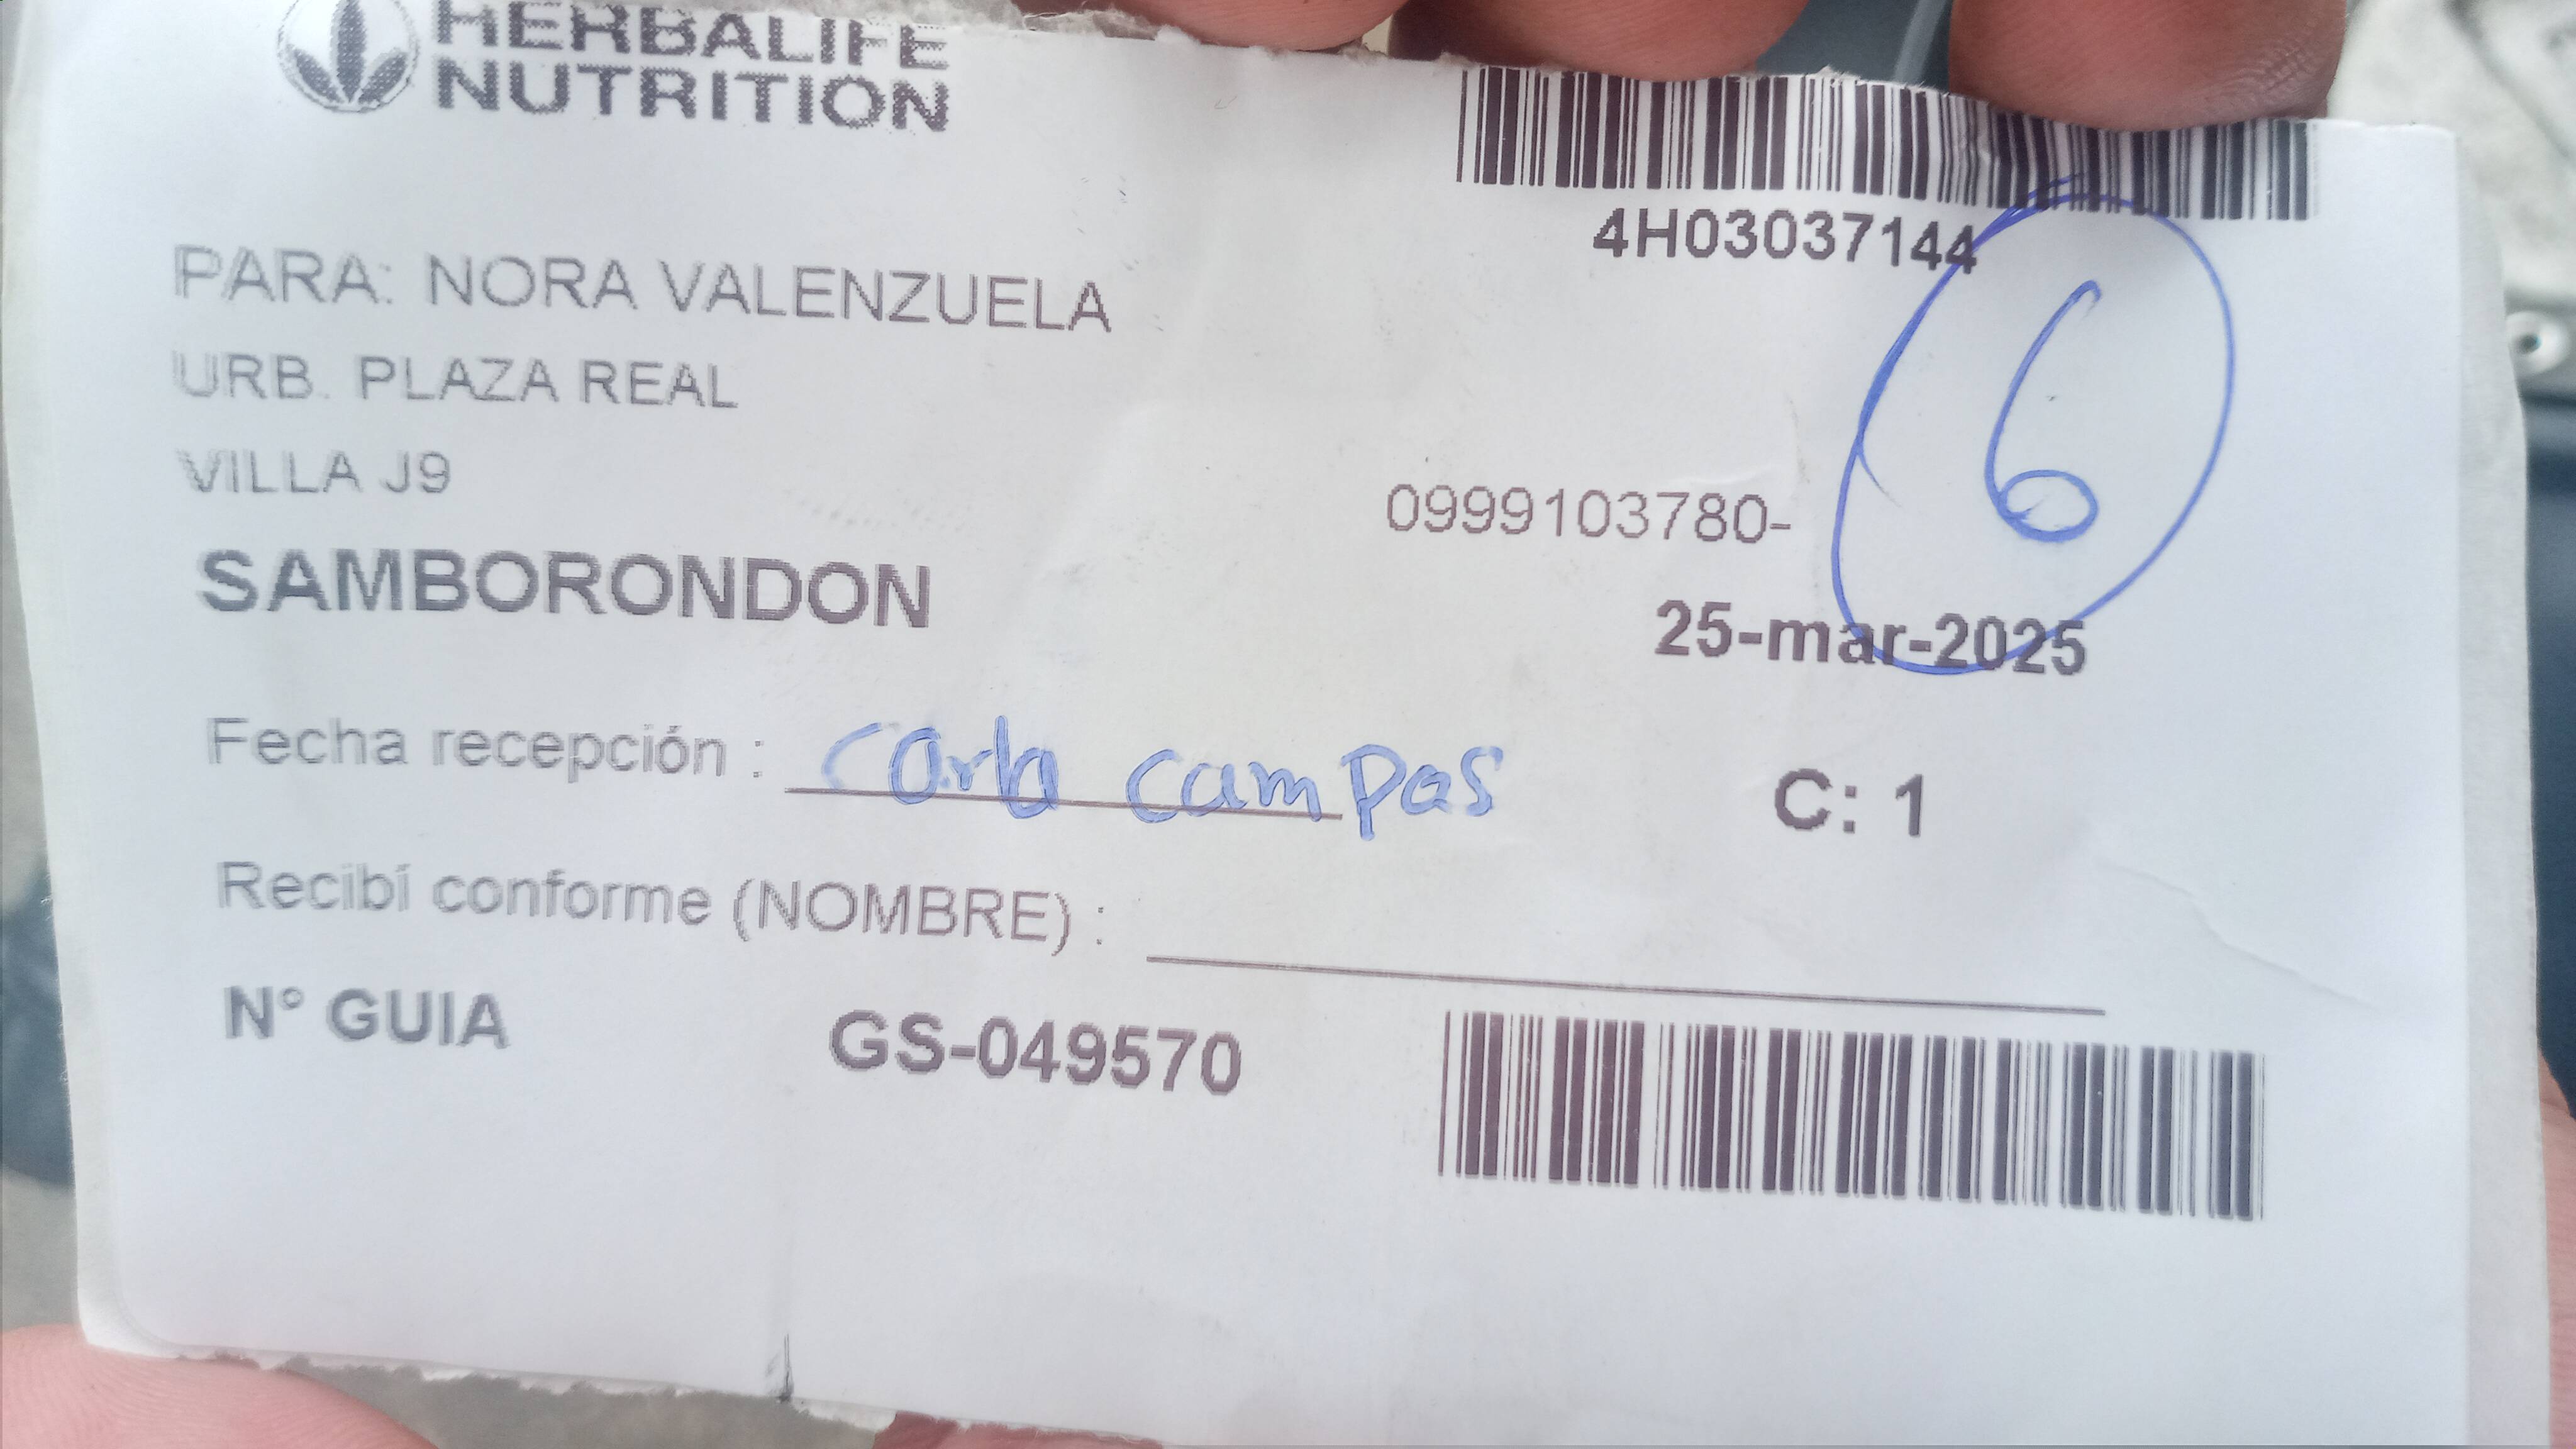 HERBALIFE
NUTRITION
4H03037144
PARA: NORA VALENZUELA
URB. PLAZA REAL
VILLA J9
6
0999103780-
SAMBORONDON
25-mar-2025
Fecha recepción : Carla campos
C: 1
Recibí conforme (NOMBRE) :
N° GUIA GS-049570